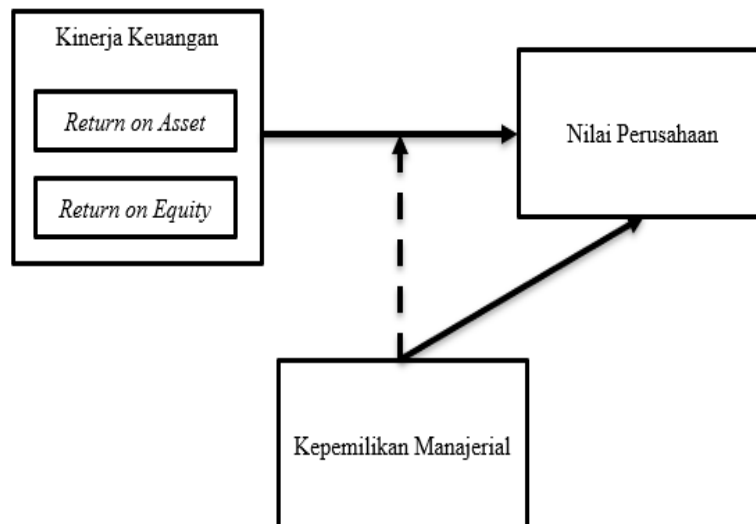 Kinerja Keuangan
Return on Asset
Return on Equity
Nilai Perusahaan
Kepemilikan Manajerial